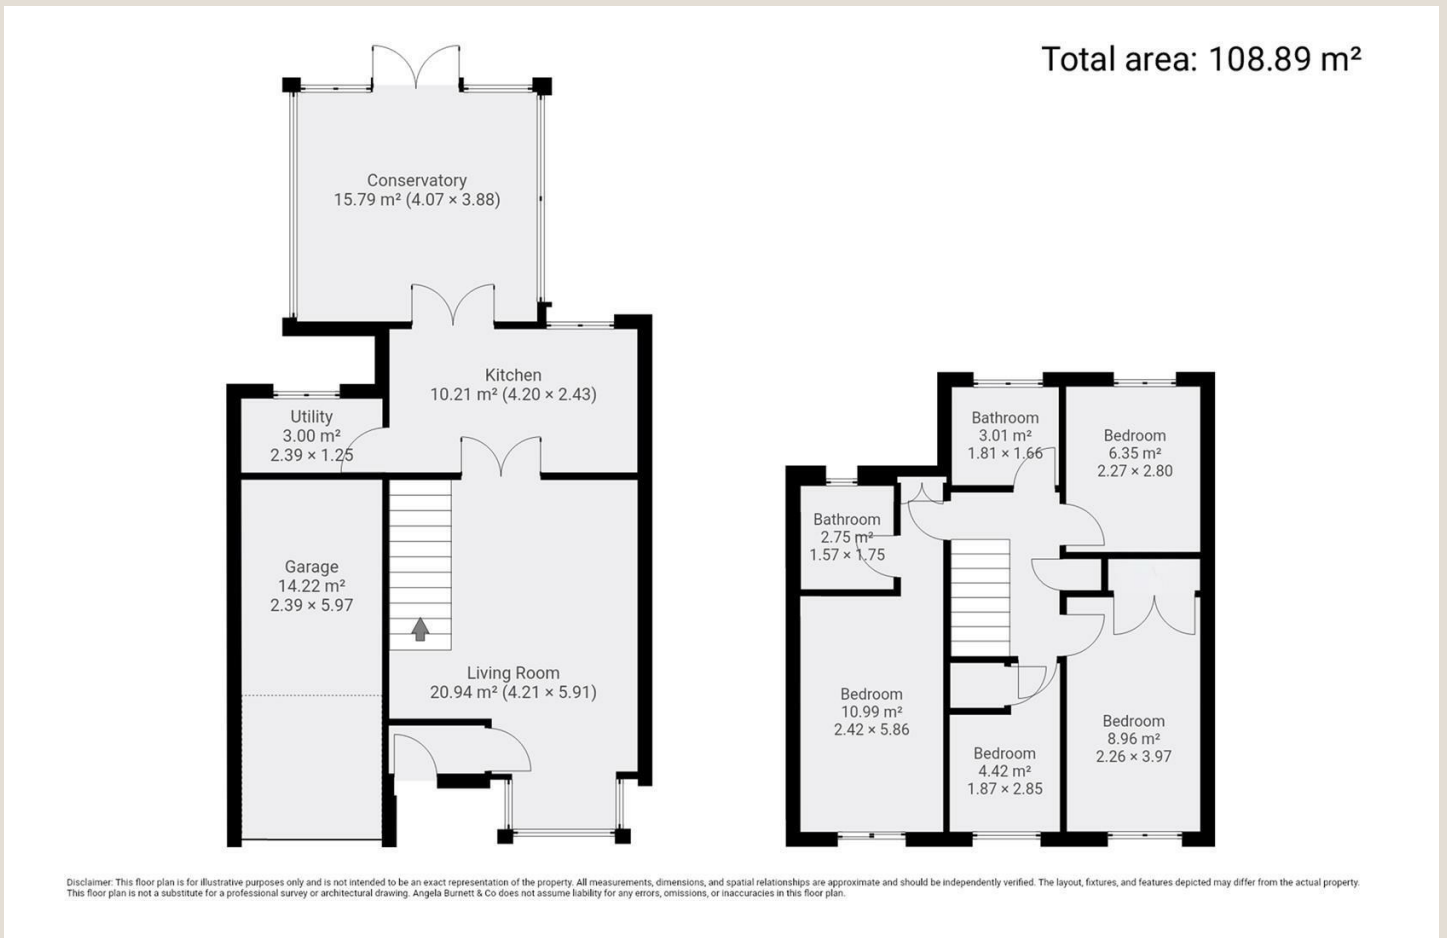 Total area: 108.89 m²
Conservatory
15.79 m² (4.07 × 3.88)
Kitchen
10.21 m² (4.20 × 2.43)
Utility
3.00 m²
2.39 × 1.25
Garage
14.22 m²
2.39 × 5.97
Living Room
20.94 m² (4.21 × 5.91)
Bathroom
3.01 m²
1.81 × 1.66
Bedroom
6.35 m²
2.27 × 2.80
Bathroom
2.75 m²
1.57 × 1.75
Bedroom
10.99 m²
2.42 × 5.86
Bedroom
4.42 m²
1.87 × 2.85
Bedroom
8.96 m²
2.26 × 3.97
Disclaimer: This floor plan is for illustrative purposes only and is not intended to be an exact representation of the property. All measurements, dimensions, and spatial relationships are approximate and should be independently verified. The layout, fixtures, and features depicted may differ from the actual property.
This floor plan is not a substitute for a professional survey or architectural drawing. Angela Burnett & Co does not assume liability for any errors, omissions, or inaccuracies in this floor plan.